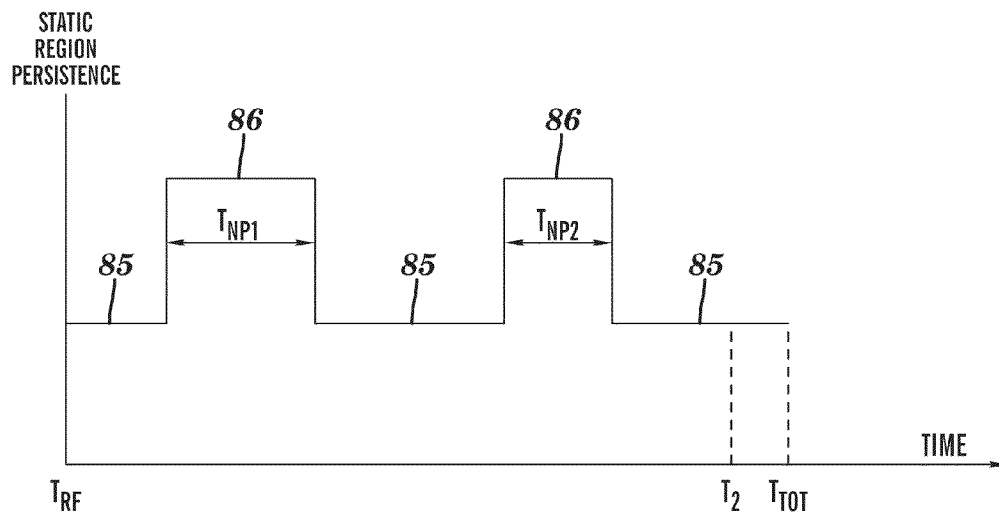 STATIC
REGION
PERSISTENCE
86
86
T_NP1
T_NP2
85
85
85
TIME
T_RF
T_2
T_TOT